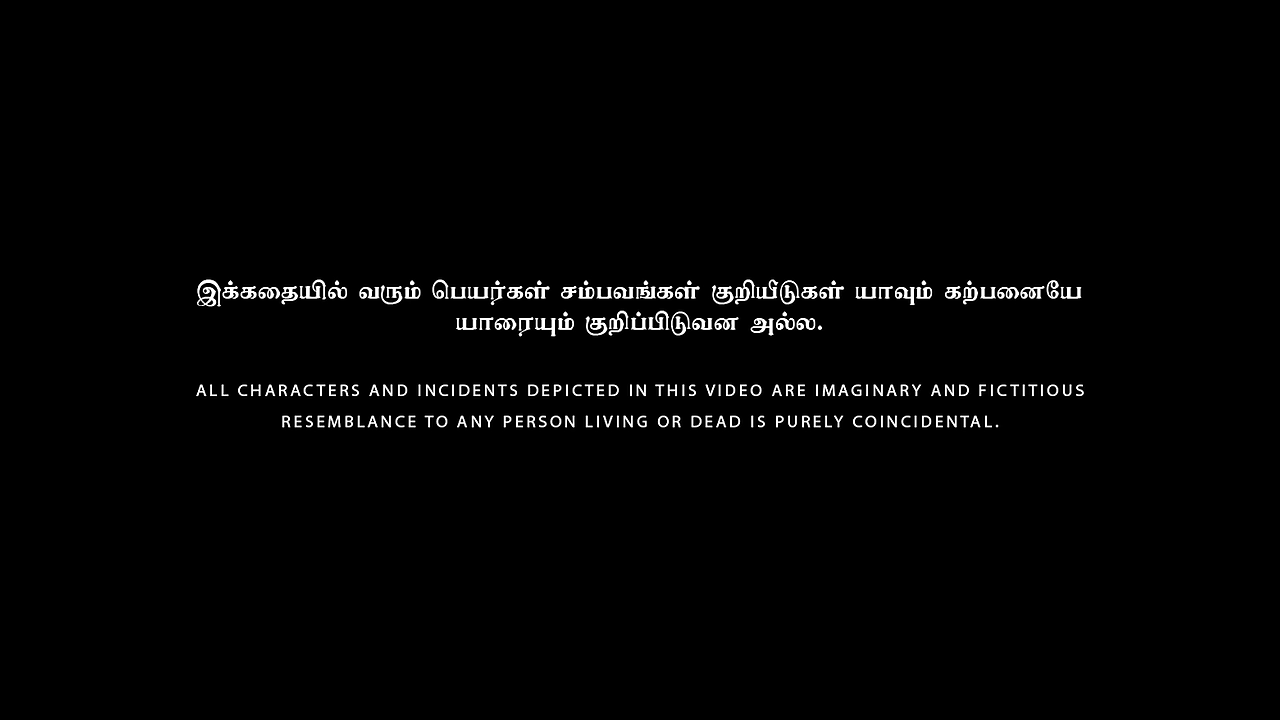 இக்கதையில் வரும் பெயர்கள் சம்பவங்கள் குறியீடுகள் யாவும் கற்பனையே
யாரையும் குறிப்பிடுவன அல்ல.
ALL CHARACTERS AND INCIDENTS DEPICTED IN THIS VIDEO ARE IMAGINARY AND FICTITIOUS
RESEMBLANCE TO ANY PERSON LIVING OR DEAD IS PURELY COINCIDENTAL.